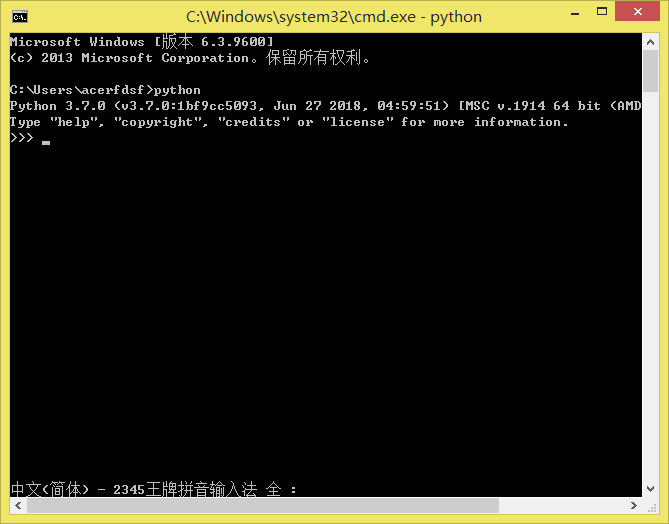 C:\Windows\system32\cmd.exe - python
Microsoft Windows [版本 6.3.9600]
(c) 2013 Microsoft Corporation。保留所有权利。
C:\Users\acerfdsf>python
Python 3.7.0 (v3.7.0:1bf9cc5093, Jun 27 2018, 04:59:51) [MSC v.1914 64 bit (AMD
Type "help", "copyright", "credits" or "license" for more information.
>>>
中文(简体) - 2345王牌拼音输入法 全 :